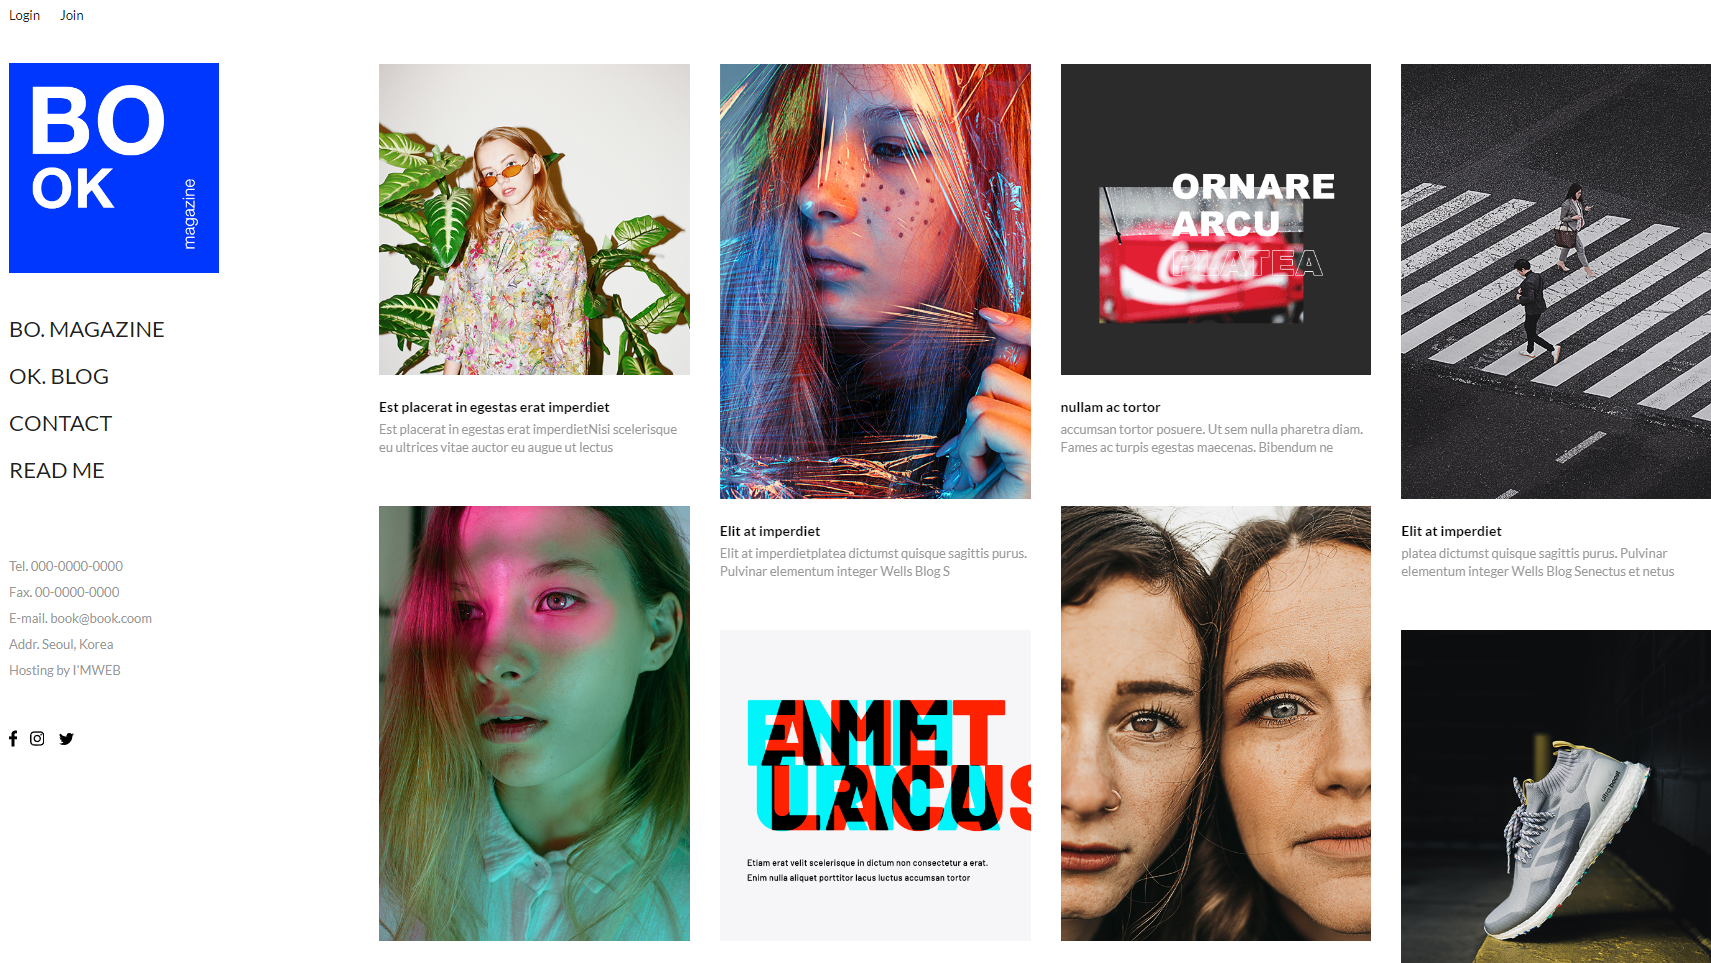 Login Join
BO
OK
magazine
BO. MAGAZINE
OK. BLOG
CONTACT
READ ME
Tel. 000-0000-0000
Fax. 00-0000-0000
E-mail. book@book.coom
Addr. Seoul, Korea
Hosting by I'MWEB
Est placerat in egestas erat imperdiet
Est placerat in egestas erat imperdietNisi scelerisque
eu ultrices vitae auctor eu augue ut lectus
Elit at imperdiet
Elit at imperdietplatea dictumst quisque sagittis purus.
Pulvinar elementum integer Wells Blog S
AMET
LACUS
Etiam erat velit scelerisque in dictum non consectetur a erat.
Enim nulla aliquet porttitor lacus luctus accumsan tortor
ORNARE
ARCU
PLATEA
nullam ac tortor
accumsan tortor posuere. Ut sem nulla pharetra diam.
Fames ac turpis egestas maecenas. Bibendum ne
Elit at imperdiet
platea dictumst quisque sagittis purus. Pulvinar
elementum integer Wells Blog Senectus et netus
ultra boost